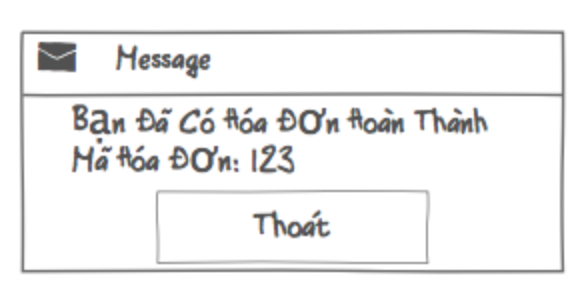 Message
Bạn Đã Có Hóa Đơn Hoàn Thành
Mã Hóa Đơn: 123
Thoát